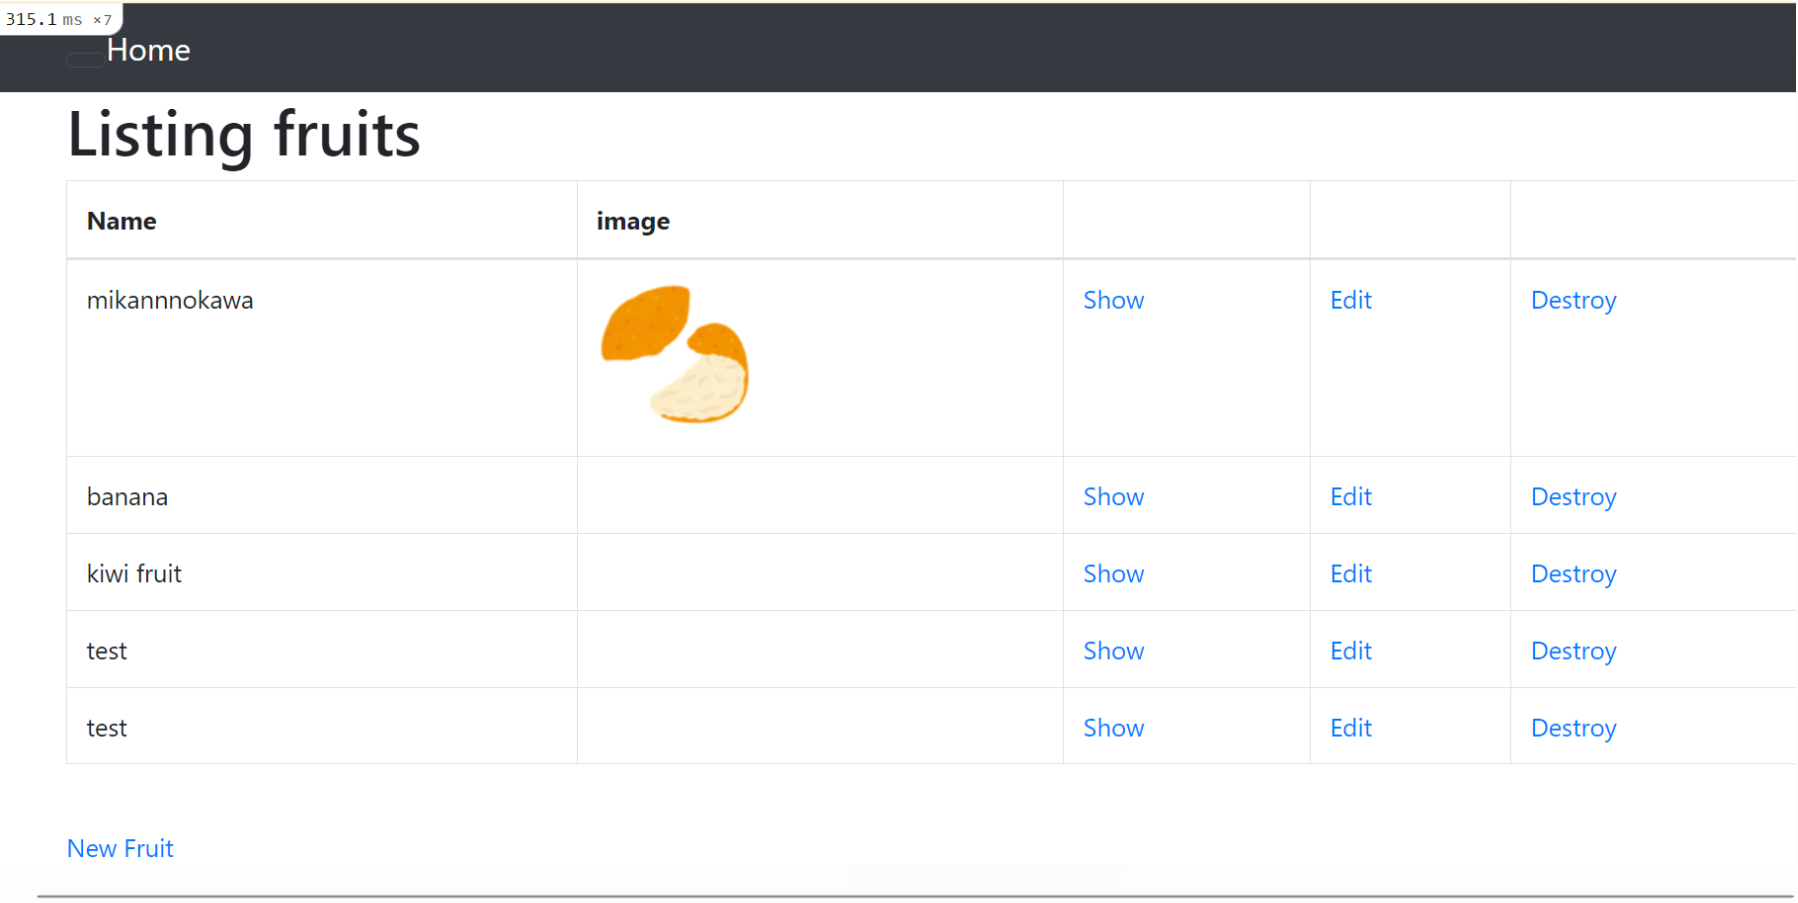 315.1 ms ×7
Home
Listing fruits
Name image
mikannnokawa Show Edit Destroy
banana Show Edit Destroy
kiwi fruit Show Edit Destroy
test Show Edit Destroy
test Show Edit Destroy
New Fruit